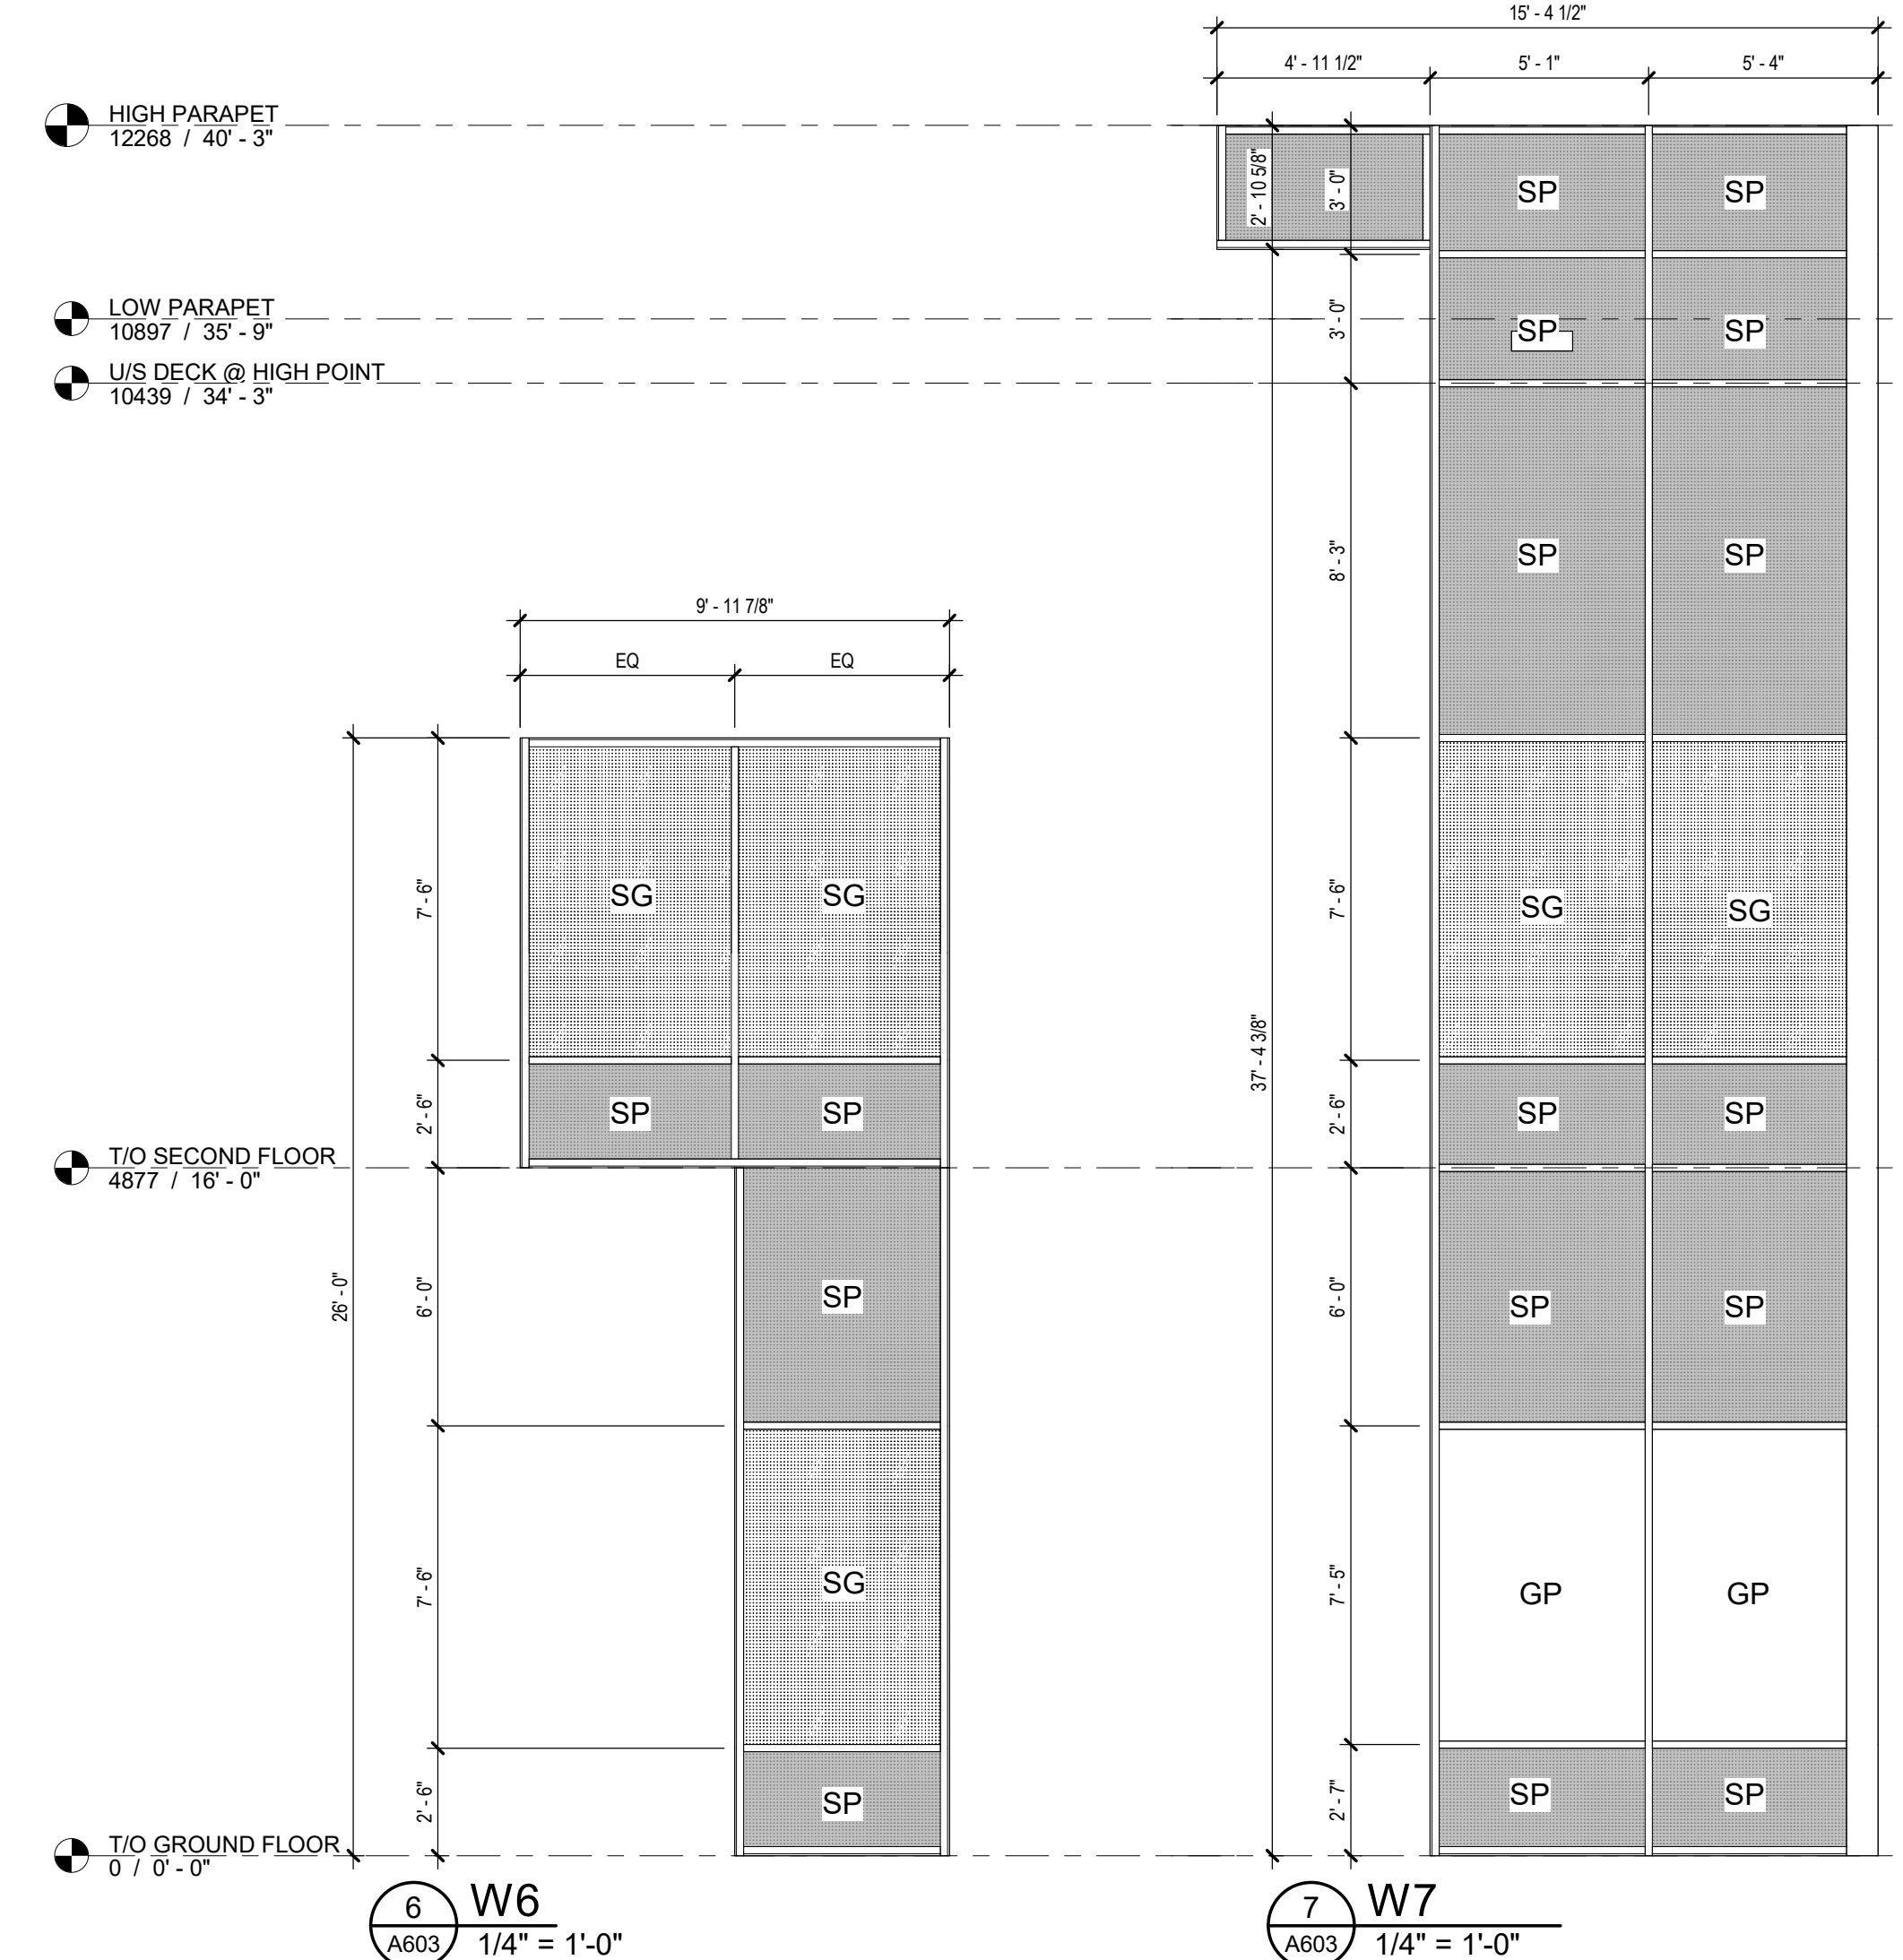 15' - 4 1/2"
4' - 11 1/2"
5' - 1"
5' - 4"
HIGH PARAPET
12268 / 40' - 3"
2' - 10 5/8"
3' - 0"
SP
SP
LOW PARAPET
10897 / 35' - 9"
3' - 0"
SP
SP
U/S DECK @ HIGH POINT
10439 / 34' - 3"
8' - 3"
SP
SP
9' - 11 7/8"
EQ
EQ
7' - 6"
SG
SG
7' - 6"
SG
SG
37' - 4 3/8"
2' - 6"
SP
SP
2' - 6"
SP
SP
T/O SECOND FLOOR
4877 / 16' - 0"
26' - 0"
6' - 0"
SP
6' - 0"
SP
SP
7' - 6"
SG
7' - 5"
GP
GP
2' - 6"
SP
2' - 7"
SP
SP
T/O GROUND FLOOR
0 / 0' - 0"
6
A603
W6
1/4" = 1'-0"
7
A603
W7
1/4" = 1'-0"